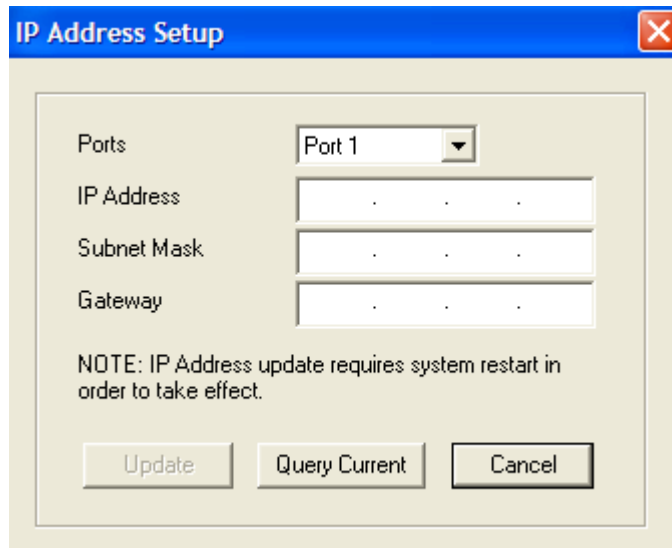 IP Address Setup
Ports Port 1
IP Address . . .
Subnet Mask . . .
Gateway . . .
NOTE: IP Address update requires system restart in
order to take effect.
Update Query Current Cancel